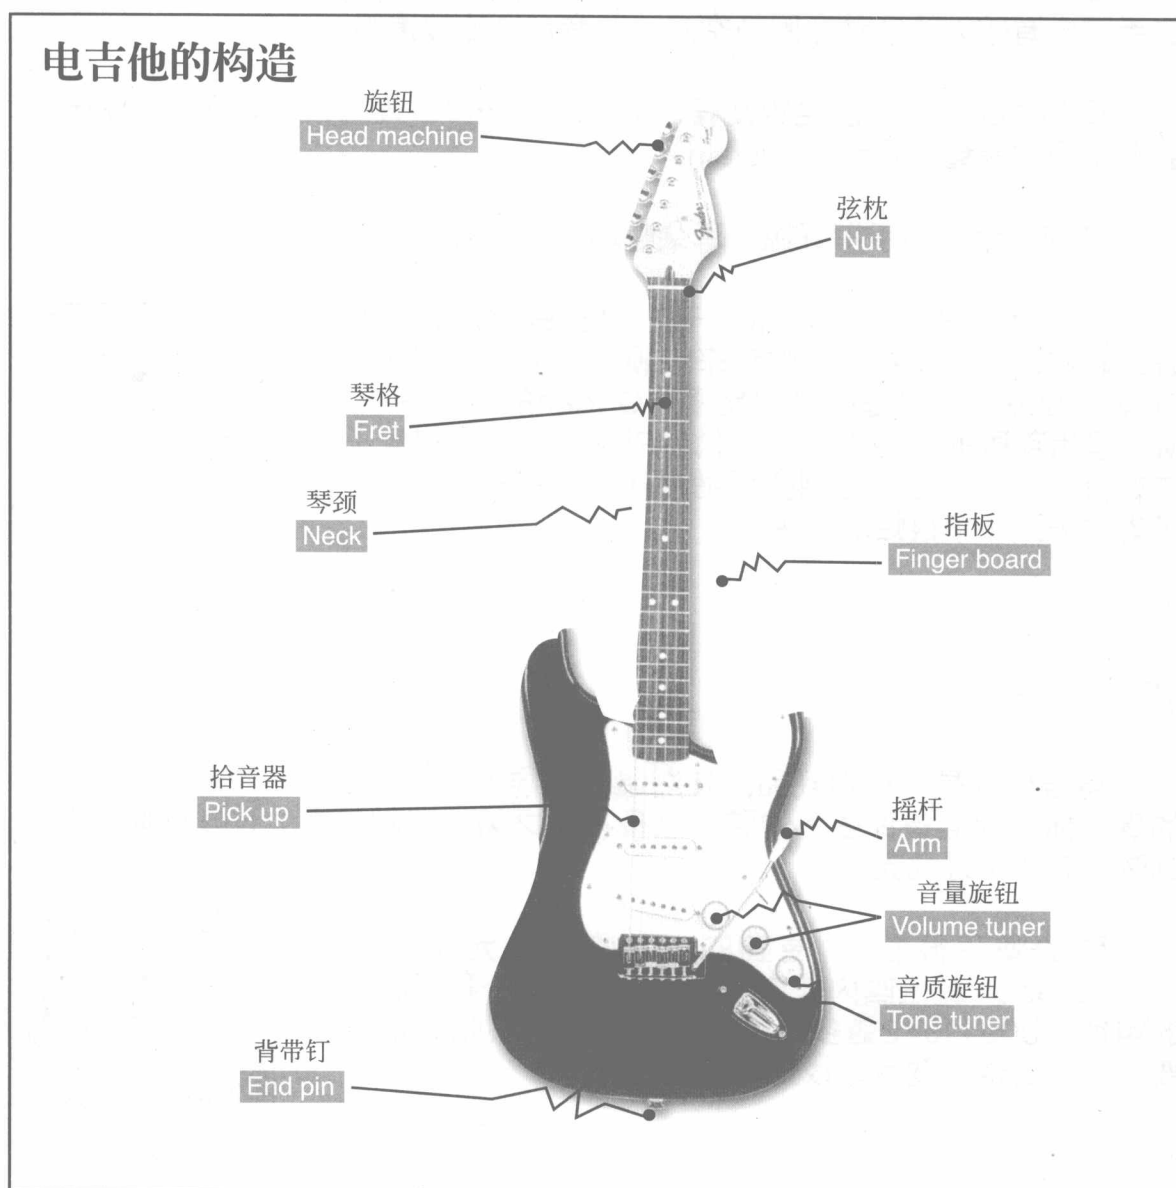 电吉他的构造
旋钮
Head machine
弦枕
Nut
琴格
Fret
琴颈
Neck
指板
Finger board
拾音器
Pick up
摇杆
Arm
音量旋钮
Volume tuner
音质旋钮
Tone tuner
背带钉
End pin
Fender